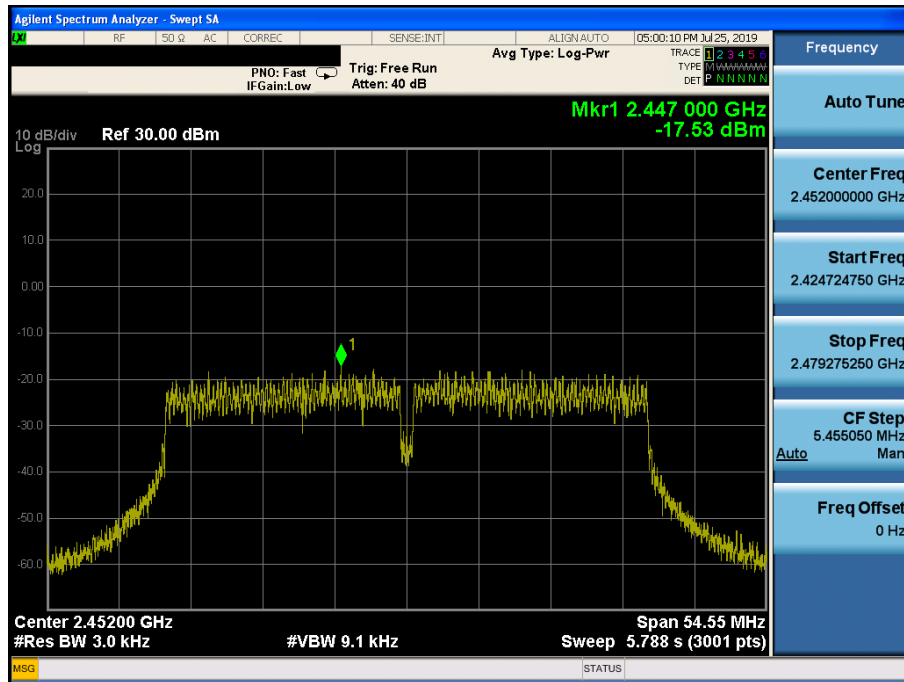 Agilent Spectrum Analyzer - Swept SA
LXI RF 50 Ω AC CORREC SENSE:INT ALIGN AUTO 05:00:10 PM Jul 25, 2019
Avg Type: Log-Pwr
TRACE 1 2 3 4 5 6
TYPE M W W W W W
DET P N N N N N
PNO: Fast
IFGain:Low
Trig: Free Run
Atten: 40 dB
Mkr1 2.447 000 GHz
-17.53 dBm
10 dB/div Ref 30.00 dBm
Log
20.0
10.0
0.00
-10.0
-20.0
-30.0
-40.0
-50.0
-60.0
1
Center 2.45200 GHz
Span 54.55 MHz
#Res BW 3.0 kHz
#VBW 9.1 kHz
Sweep 5.788 s (3001 pts)
MSG
STATUS
Frequency
Auto Tune
Center Freq
2.452000000 GHz
Start Freq
2.424724750 GHz
Stop Freq
2.479275250 GHz
CF Step
5.455050 MHz
Auto Man
Freq Offset
0 Hz